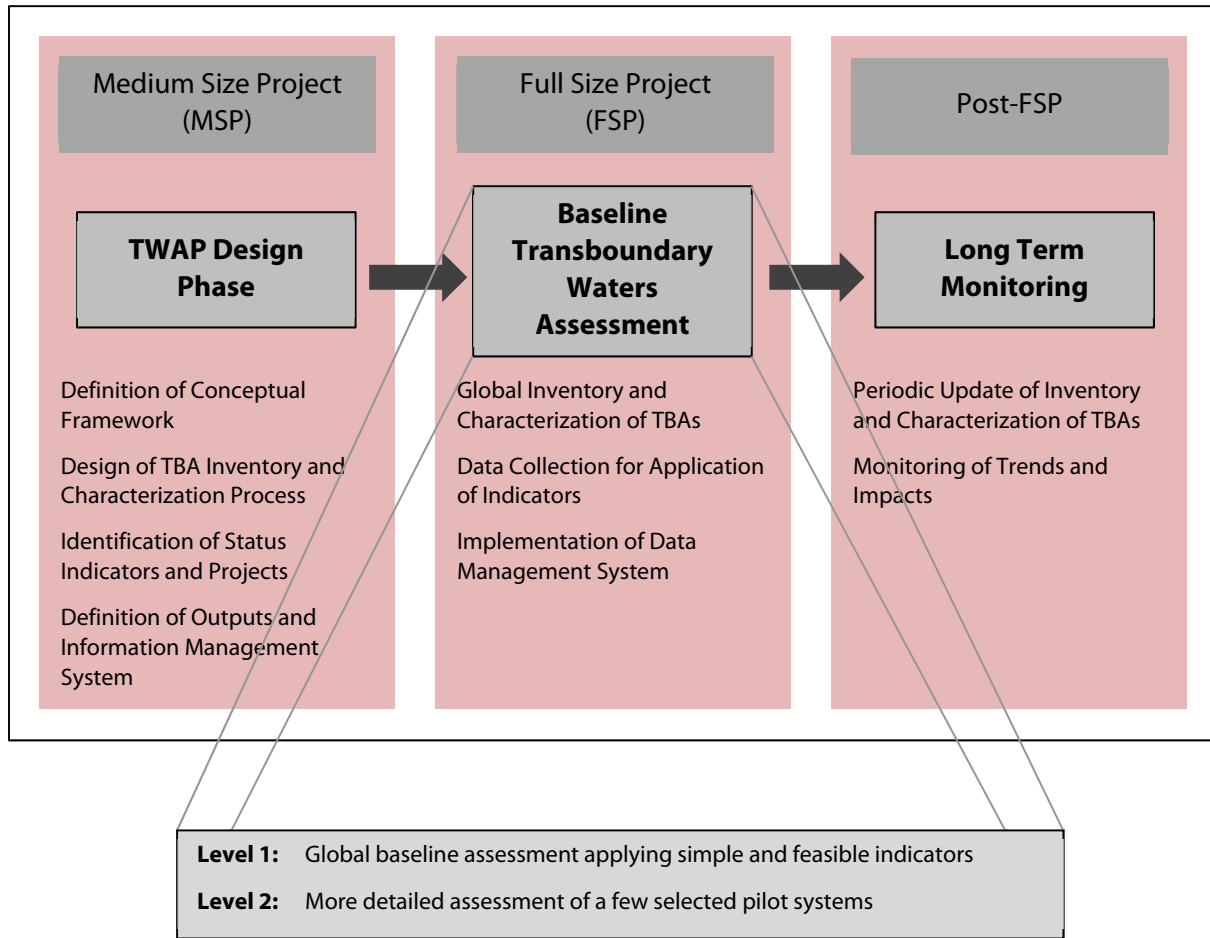 Medium Size Project
(MSP)
TWAP Design
Phase
Definition of Conceptual
Framework
Design of TBA Inventory and
Characterization Process
Identification of Status
Indicators and Projects
Definition of Outputs and
Information Management
System
Full Size Project
(FSP)
Baseline
Transboundary
Waters
Assessment
Global Inventory and
Characterization of TBAs
Data Collection for Application
of Indicators
Implementation of Data
Management System
Post-FSP
Long Term
Monitoring
Periodic Update of Inventory
and Characterization of TBAs
Monitoring of Trends and
Impacts
Level 1: Global baseline assessment applying simple and feasible indicators
Level 2: More detailed assessment of a few selected pilot systems